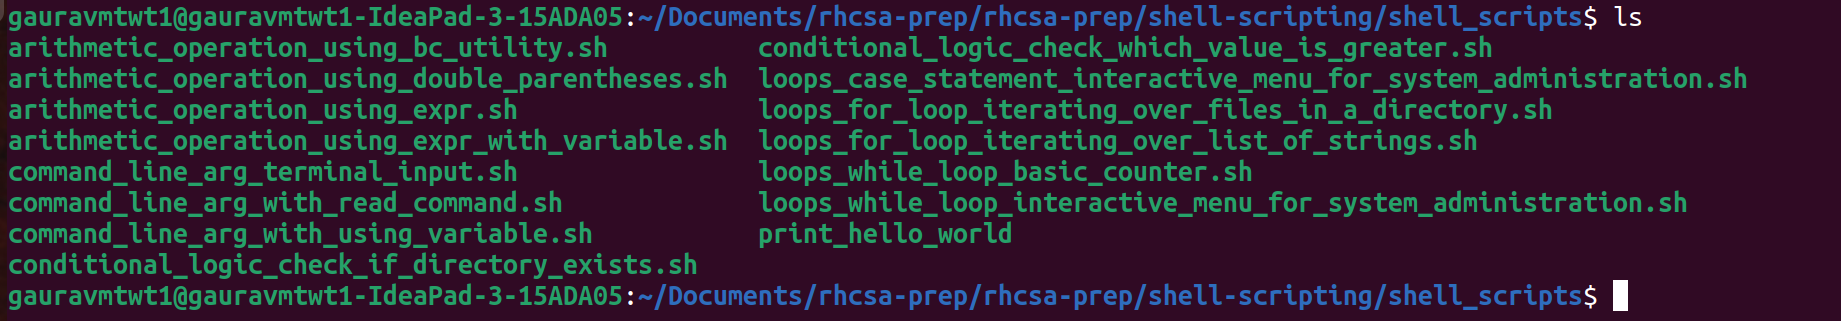 gauravmtwt1@gauravmtwt1-IdeaPad-3-15ADA05:~/Documents/rhcsa-prep/rhcsa-prep/shell-scripting/shell_scripts$ ls
arithmetic_operation_using_bc_utility.sh conditional_logic_check_which_value_is_greater.sh
arithmetic_operation_using_double_parentheses.sh loops_case_statement_interactive_menu_for_system_administration.sh
arithmetic_operation_using_expr.sh loops_for_loop_iterating_over_files_in_a_directory.sh
arithmetic_operation_using_expr_with_variable.sh loops_for_loop_iterating_over_list_of_strings.sh
command_line_arg_terminal_input.sh loops_while_loop_basic_counter.sh
command_line_arg_with_read_command.sh loops_while_loop_interactive_menu_for_system_administration.sh
command_line_arg_with_using_variable.sh print_hello_world
conditional_logic_check_if_directory_exists.sh
gauravmtwt1@gauravmtwt1-IdeaPad-3-15ADA05:~/Documents/rhcsa-prep/rhcsa-prep/shell-scripting/shell_scripts$